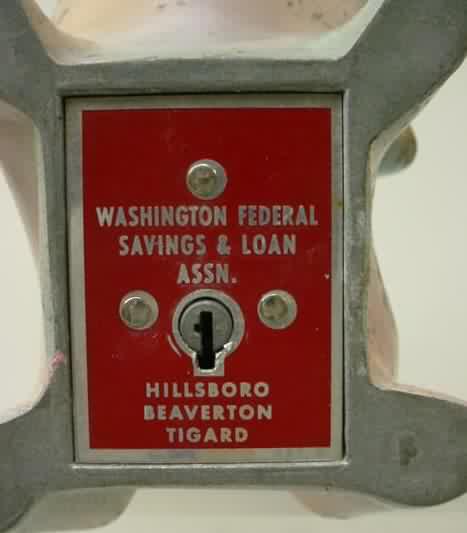 WASHINGTON FEDERAL
SAVINGS & LOAN
ASSN.
HILLSBORO
BEAVERTON
TIGARD